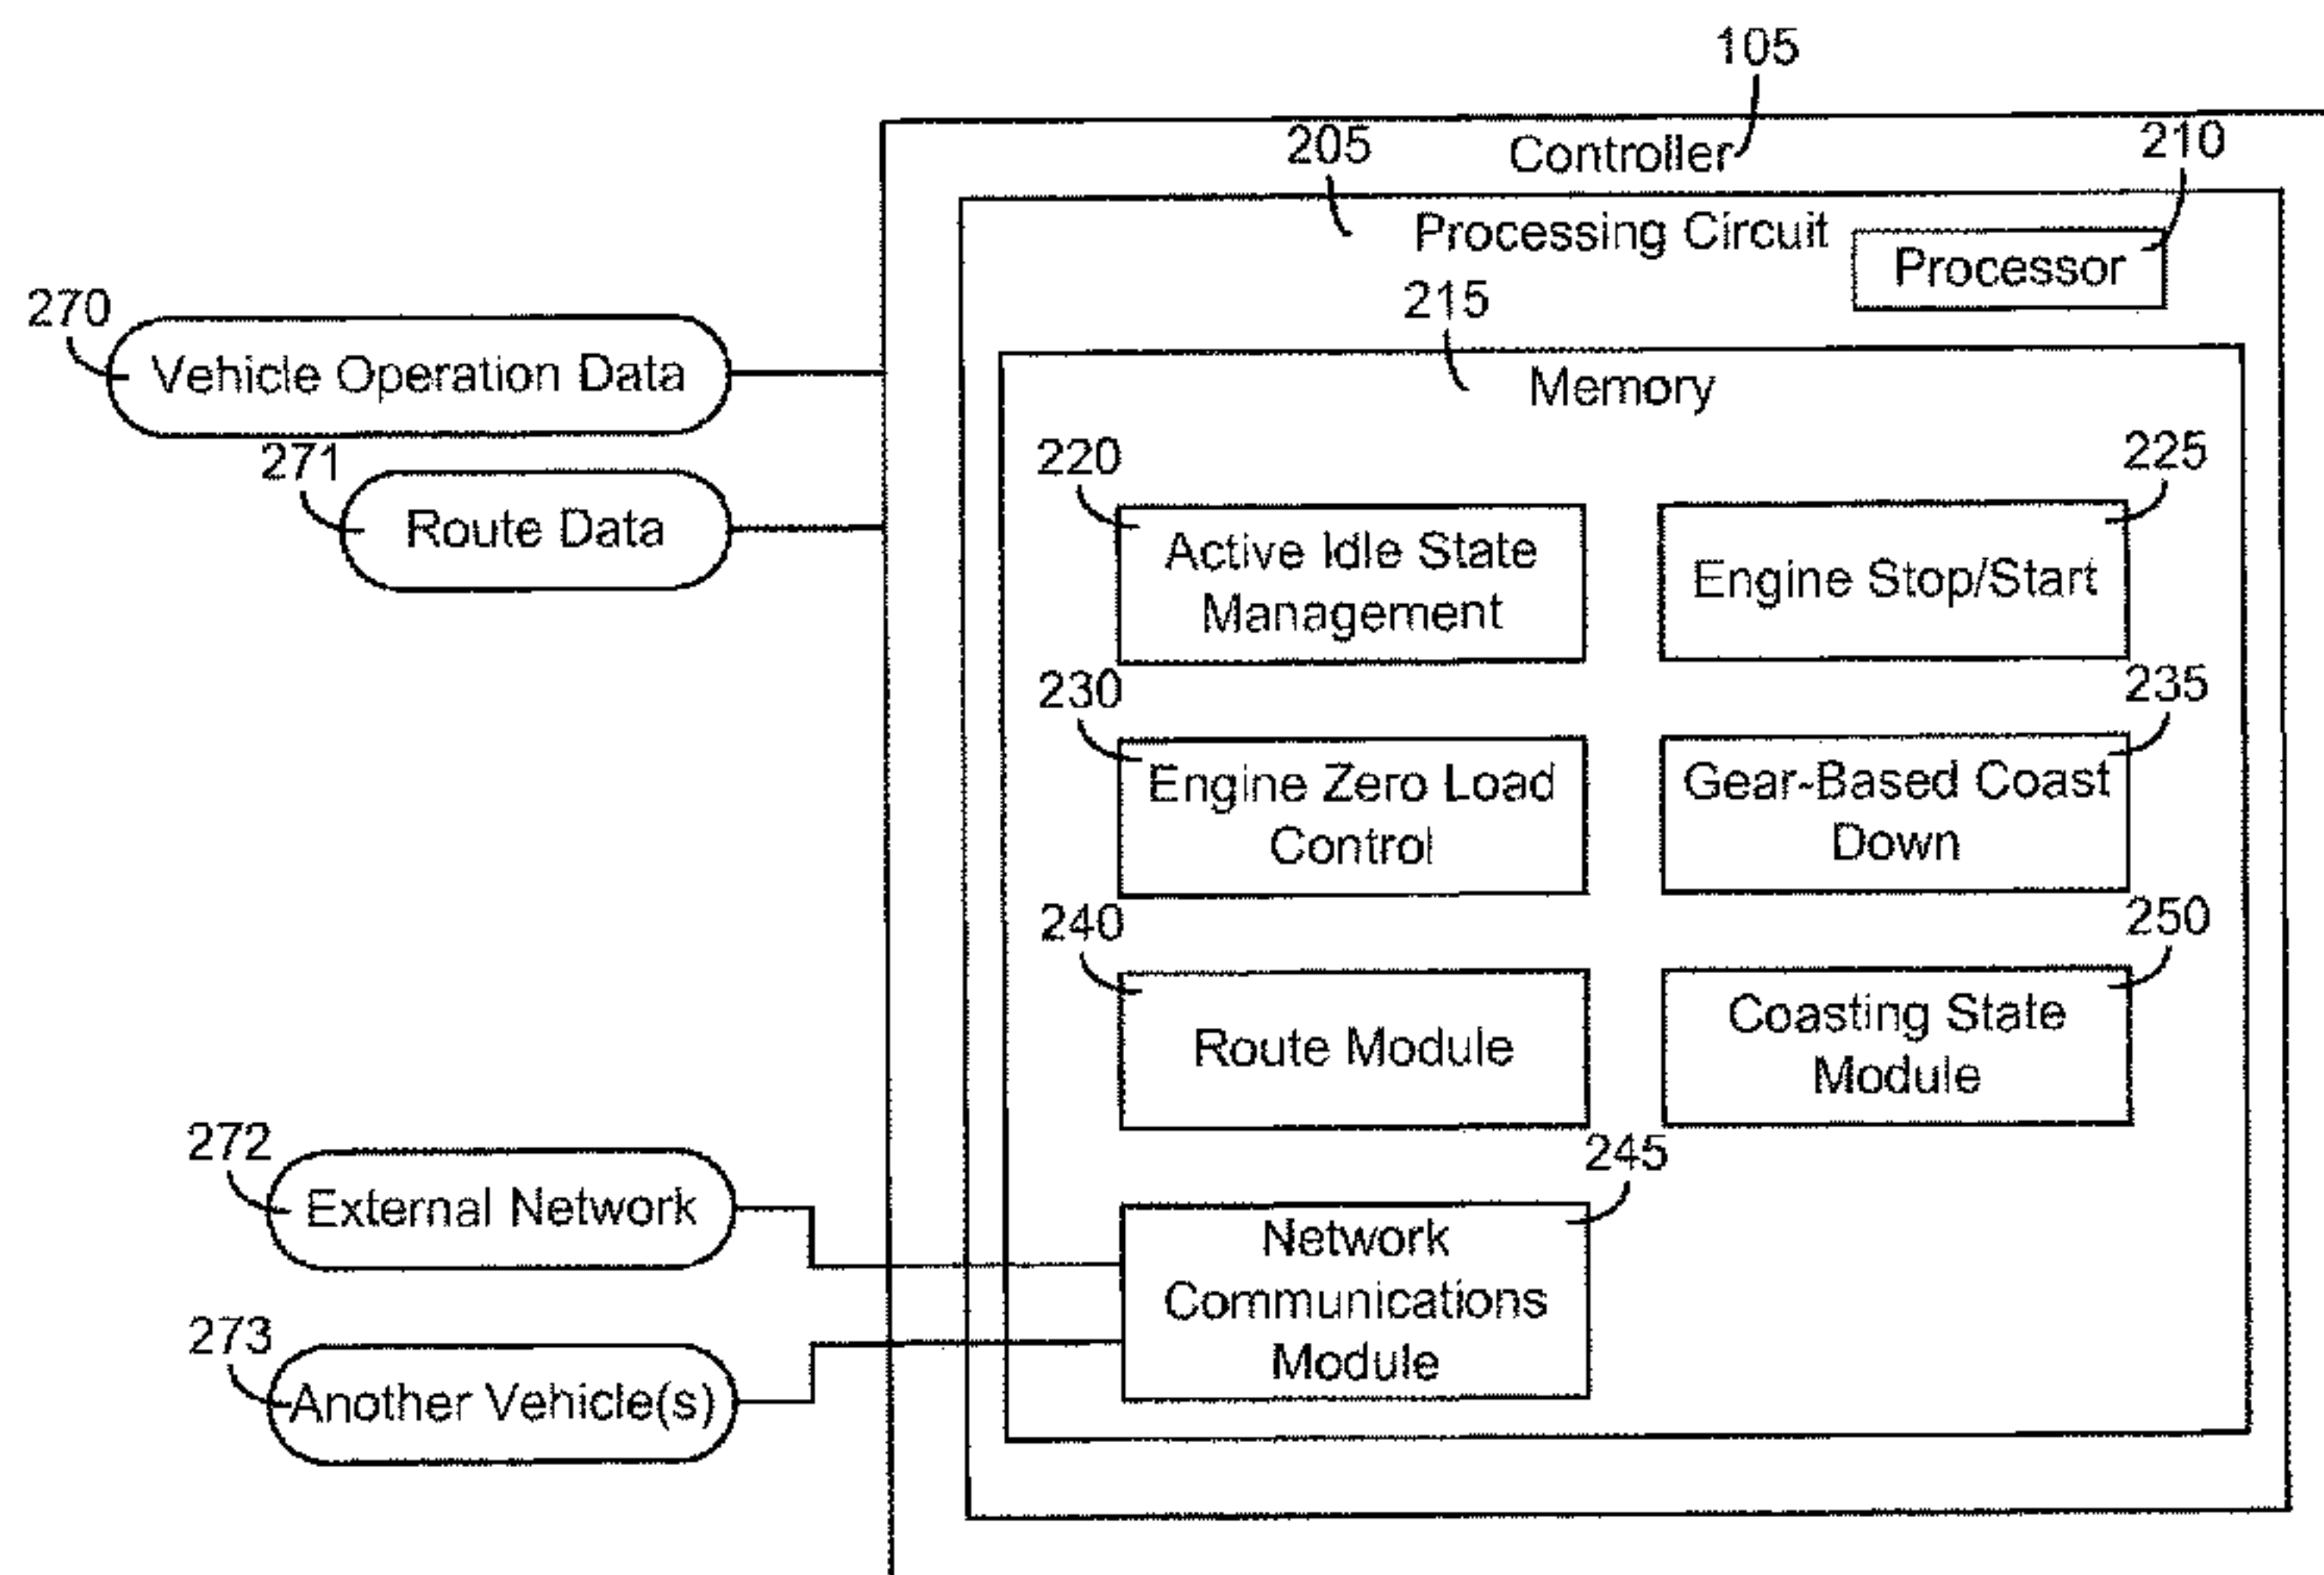 105
205
Controller
210
Processing Circuit
Processor
215
Memory
270
Vehicle Operation Data
271
Route Data
220
Active Idle State
Management
225
Engine Stop/Start
230
Engine Zero Load
Control
235
Gear-Based Coast
Down
240
Route Module
250
Coasting State
Module
272
External Network
245
Network
Communications
Module
273
Another Vehicle(s)